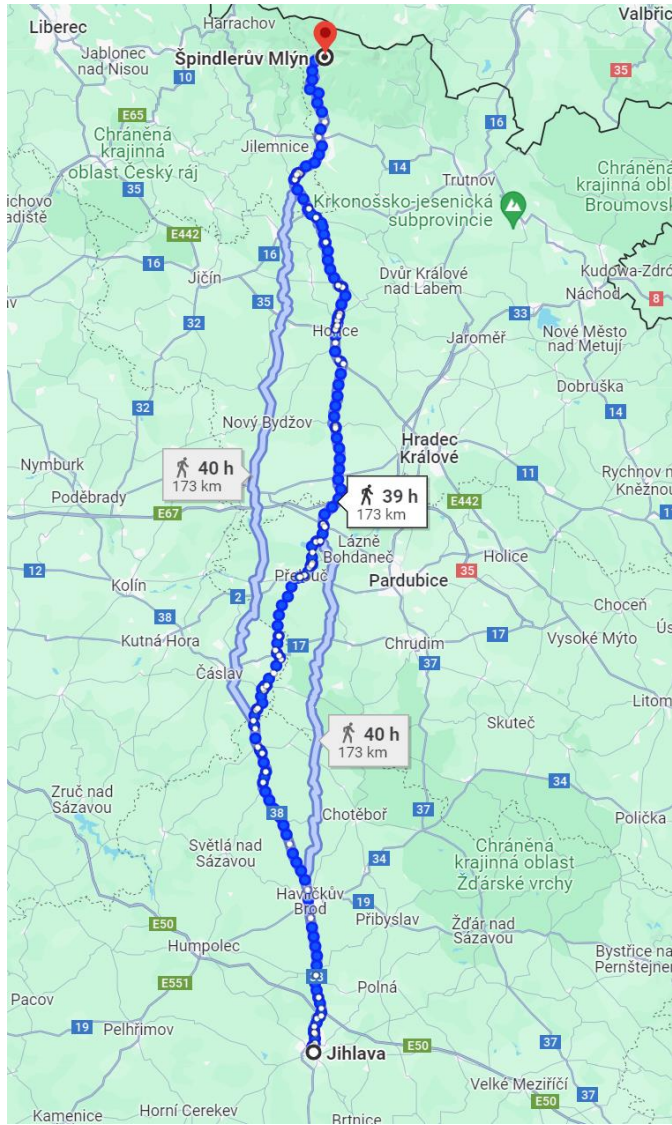 Harrachov
Liberec
Valbřic
Špindlerův Mlýn
Jablonec
nad Nisou
10
35
E65
16
Chráněná
krajinná
oblast Český ráj
Jilemnice
14
Trutnov
Chráněn
krajinná obl
Broumovsk
35
Krkonošsko-jesenická
subprovincie
nichovo
adiště
E442
16
Kudowa-Zdró
16
Jičín
Dvůr Králové
nad Labem
Náchod
8
35
33
32
Jaroměř
Nové Město
nad Metují
Dobruška
32
14
Nový Bydžov
Hradec
Králové
Nymburk
40 h
173 km
11
Rychnov n
Kněžnou
Poděbrady
39 h
173 km
E442
11
E67
Lázně
Bohdaneč
Holice
12
Kolín
Pardubice
35
2
Choceň
38
Kutná Hora
17
Chrudim
17
Vysoké Mýto
37
Čáslav
Litom
40 h
173 km
Skuteč
34
Zruč nad
Sázavou
37
Chotěboř
Polička
38
Chráněná
krajinná oblast
Žďárské vrchy
Světlá nad
Sázavou
34
Havlíčkův
Brod
19
Přibyslav
E50
Žďár nad
Sázavou
Humpolec
Bystřice na
Pernštejnem
E551
Polná
Pacov
19
Pelhřimov
37
E50
Jihlava
Velké Meziříčí
E50
37
Kamenice
Horní Cerekev
Brtnice